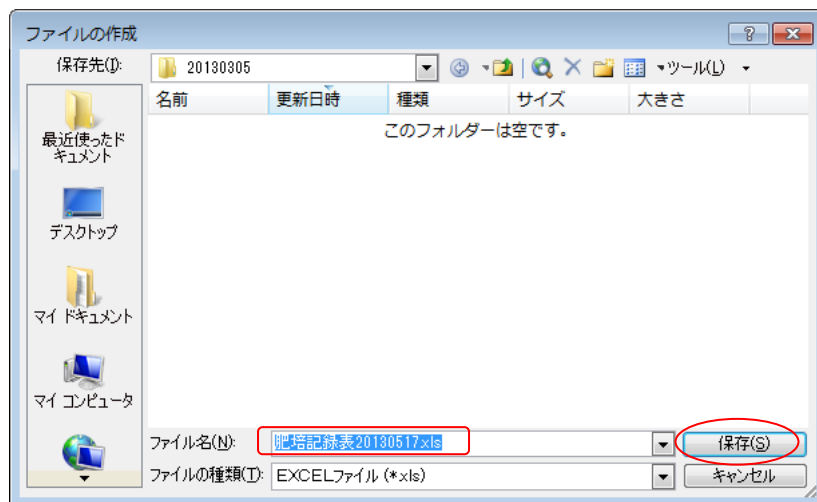 ファイルの作成
保存先(I): 20130305 ツール(L)
名前 更新日時 種類 サイズ 大きさ
このフォルダーは空です。
最近使ったド
キュメント
デスクトップ
マイ ドキュメント
マイ コンピュータ
ファイル名(N): 肥培記録表20130517.xls 保存(S)
ファイルの種類(T): EXCELファイル (*.xls) キャンセル